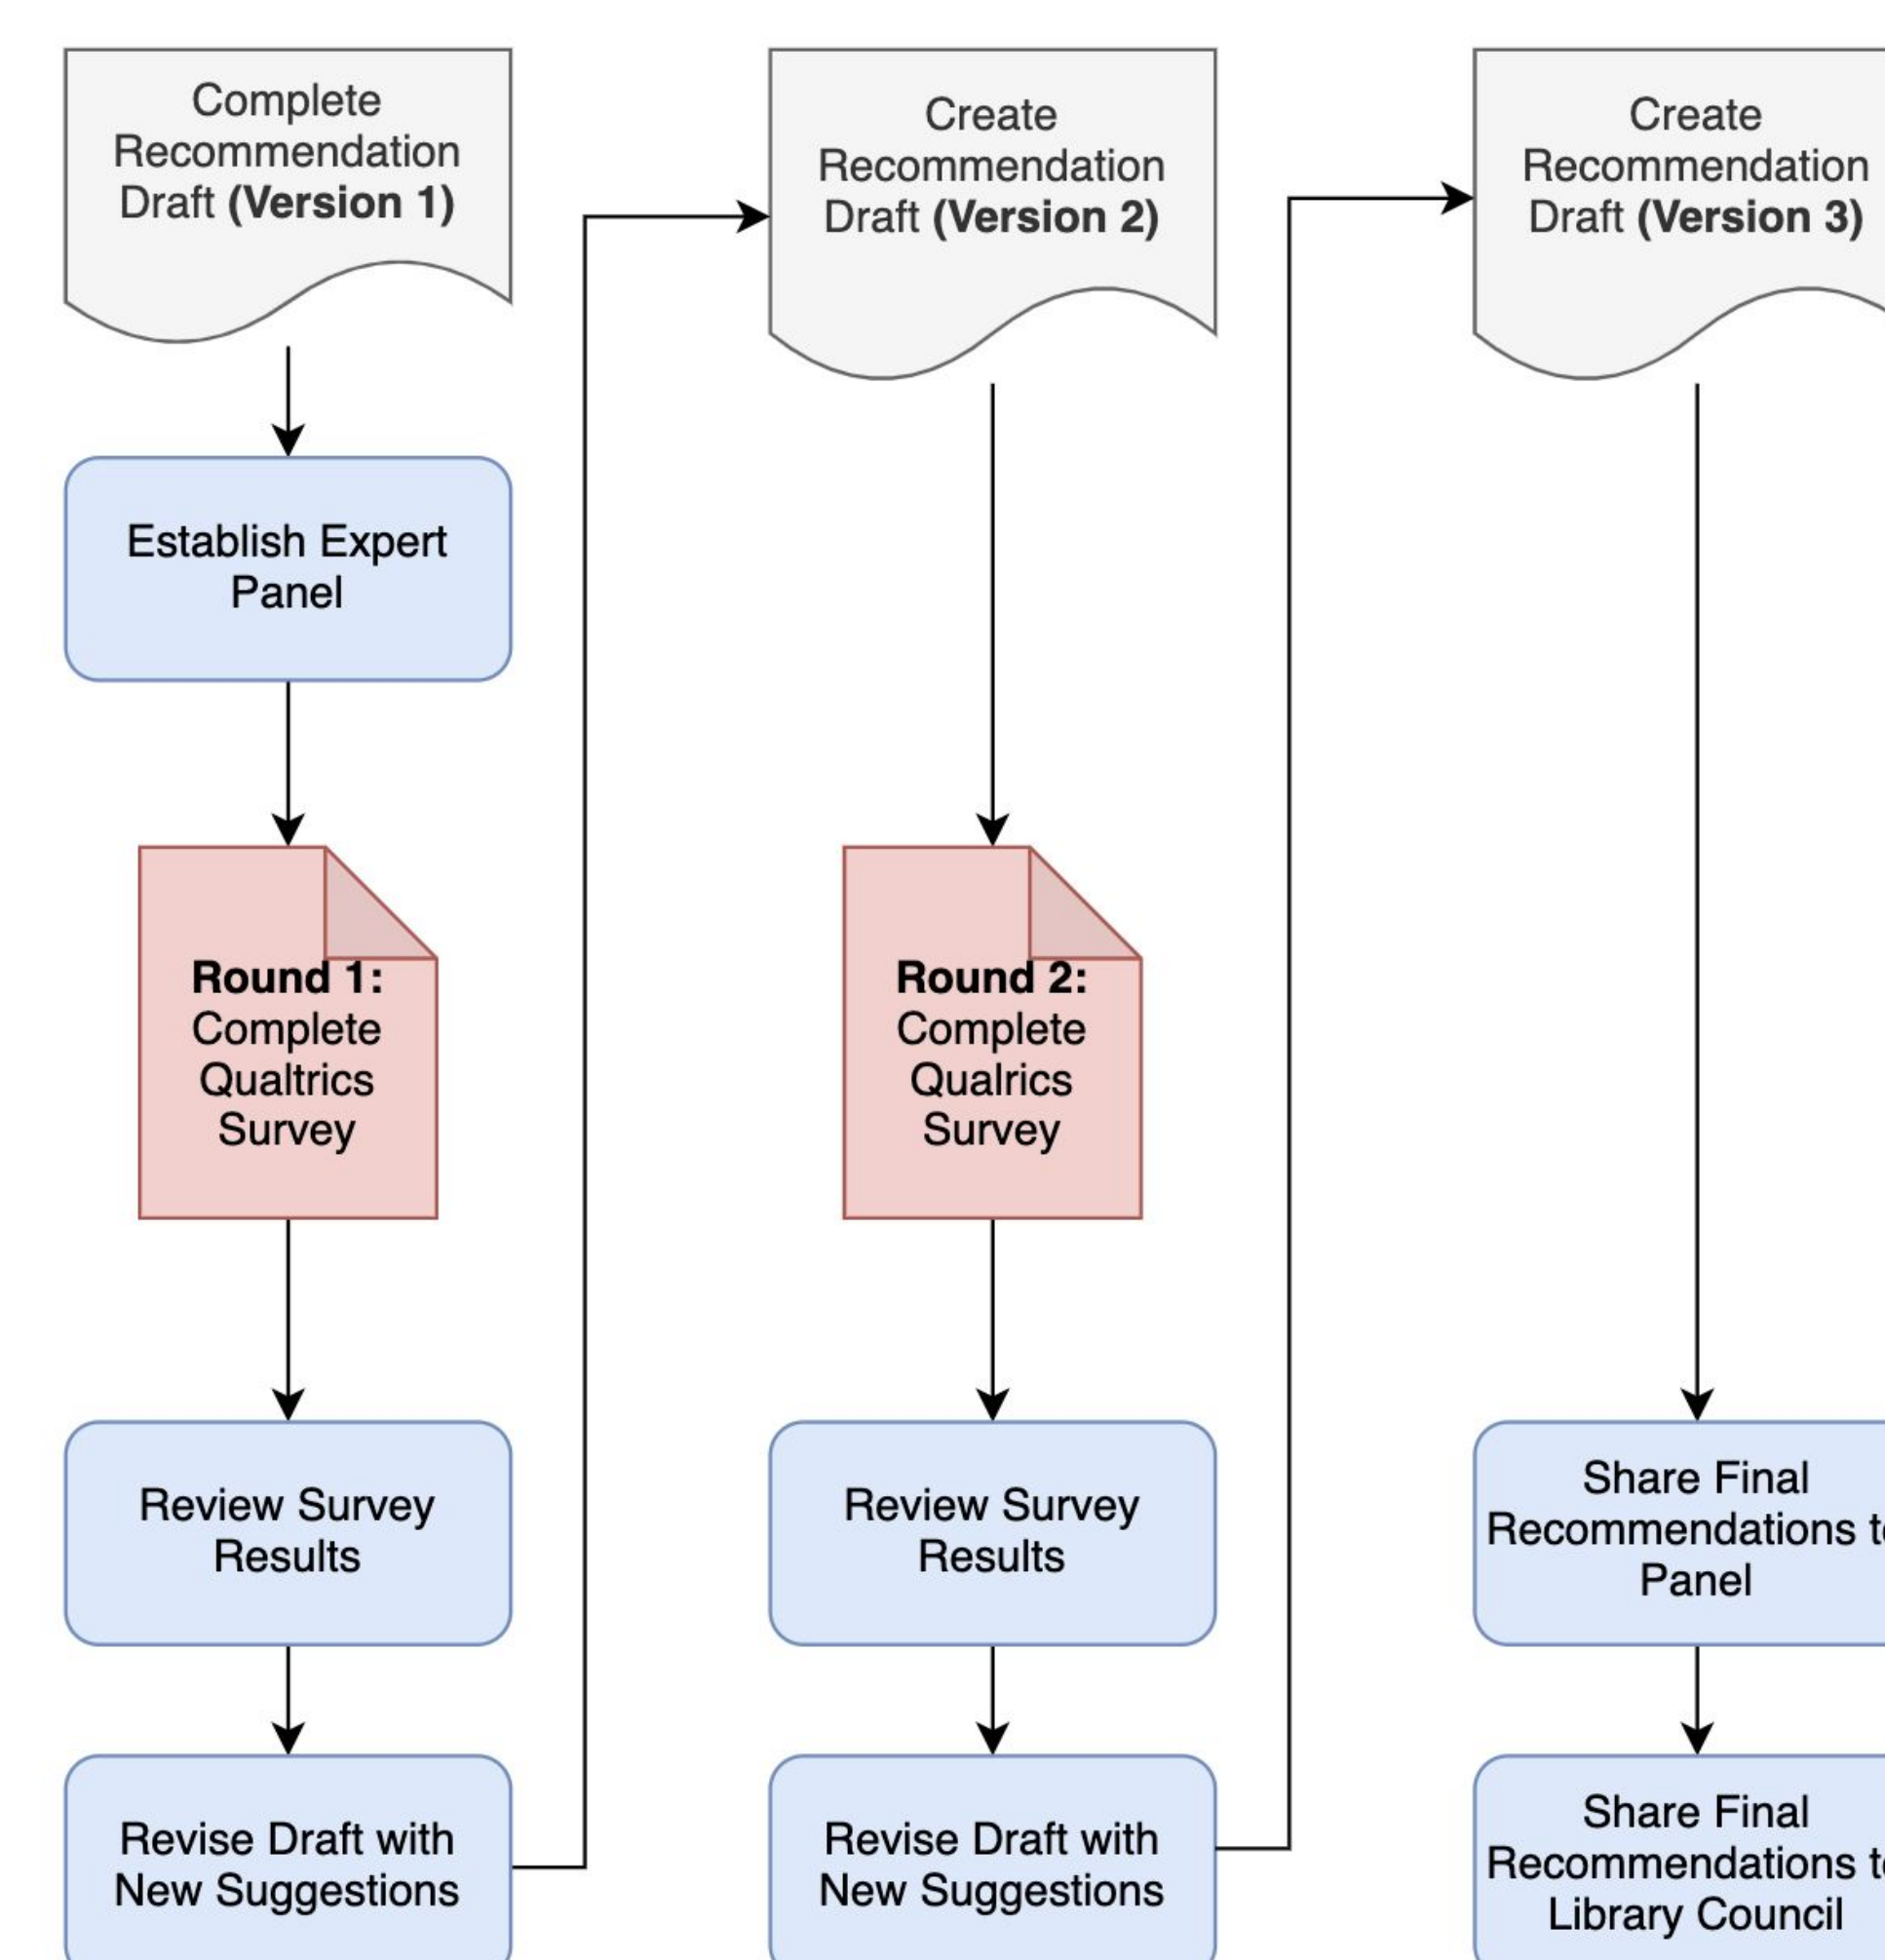 Complete
Recommendation
Draft (Version 1)
Establish Expert
Panel
Round 1:
Complete
Qualtrics
Survey
Review Survey
Results
Revise Draft with
New Suggestions
Create
Recommendation
Draft (Version 2)
Round 2:
Complete
Qualrics
Survey
Review Survey
Results
Revise Draft with
New Suggestions
Create
Recommendation
Draft (Version 3)
Share Final
Recommendations
Panel
Share Final
Recommendations
Library Council